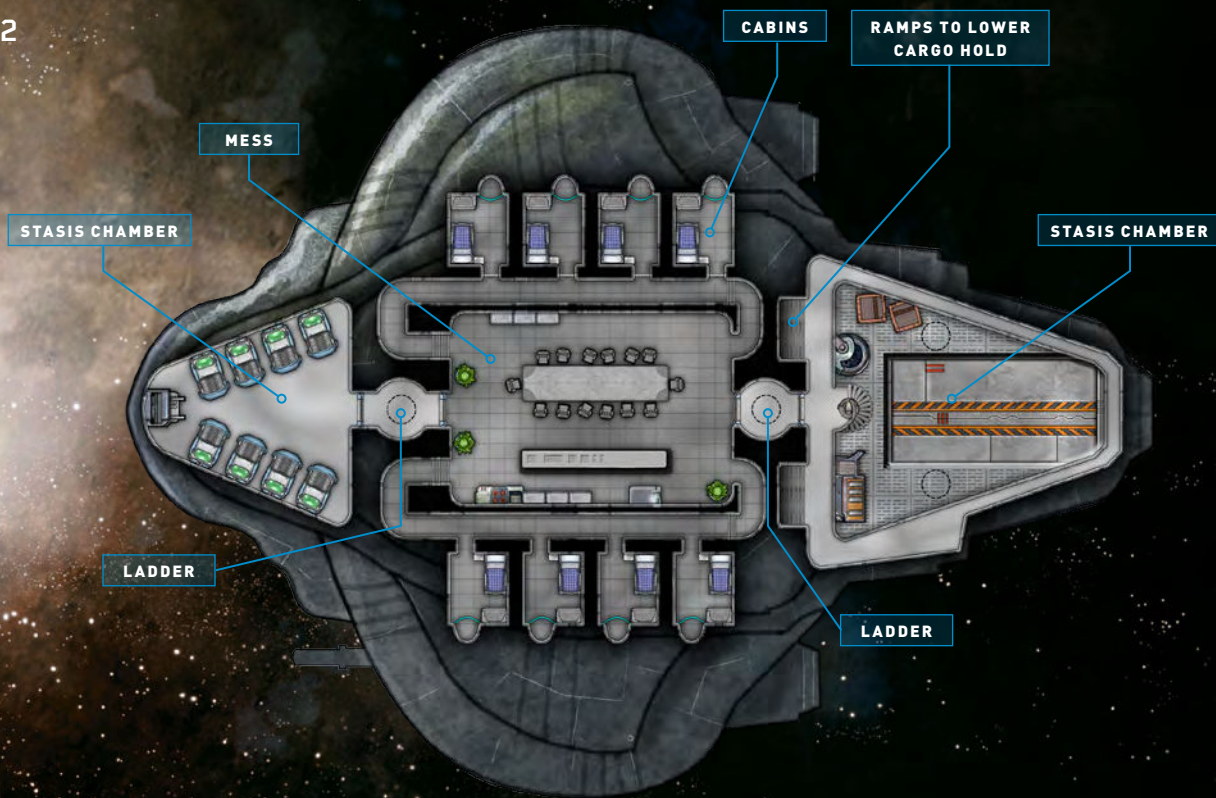 2
CABINS
RAMPS TO LOWER
CARGO HOLD
MESS
STASIS CHAMBER
STASIS CHAMBER
LADDER
LADDER